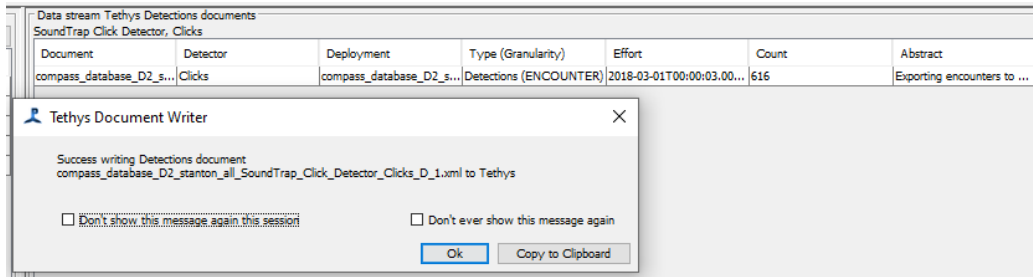 Data stream Tethys Detections documents
SoundTrap Click Detector, Clicks
Document Detector Deployment Type (Granularity) Effort Count Abstract
compass_database_D2_s... Clicks compass_database_D2_s... Detections (ENCOUNTER) 2018-03-01T00:00:03.00... 616 Exporting encounters to ...
Tethys Document Writer
Success writing Detections document
compass_database_D2_stanton_all_SoundTrap_Click_Detector_Clicks_D_1.xml to Tethys
Don't show this message again this session Don't ever show this message again
Ok Copy to Clipboard